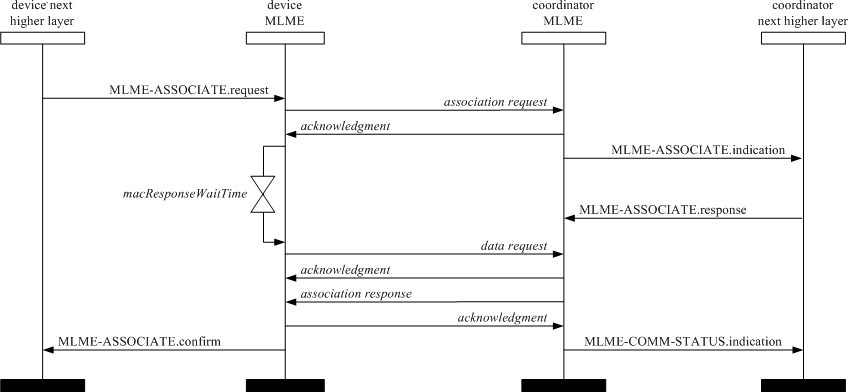 device next
higher layer
device
MLME
coordinator
MLME
coordinator
next higher layer
MLME-ASSOCIATE.request
association request
acknowledgment
MLME-ASSOCIATE.indication
macResponseWaitTime
MLME-ASSOCIATE.response
data request
acknowledgment
association response
acknowledgment
MLME-ASSOCIATE.confirm
MLME-COMM-STATUS.indication